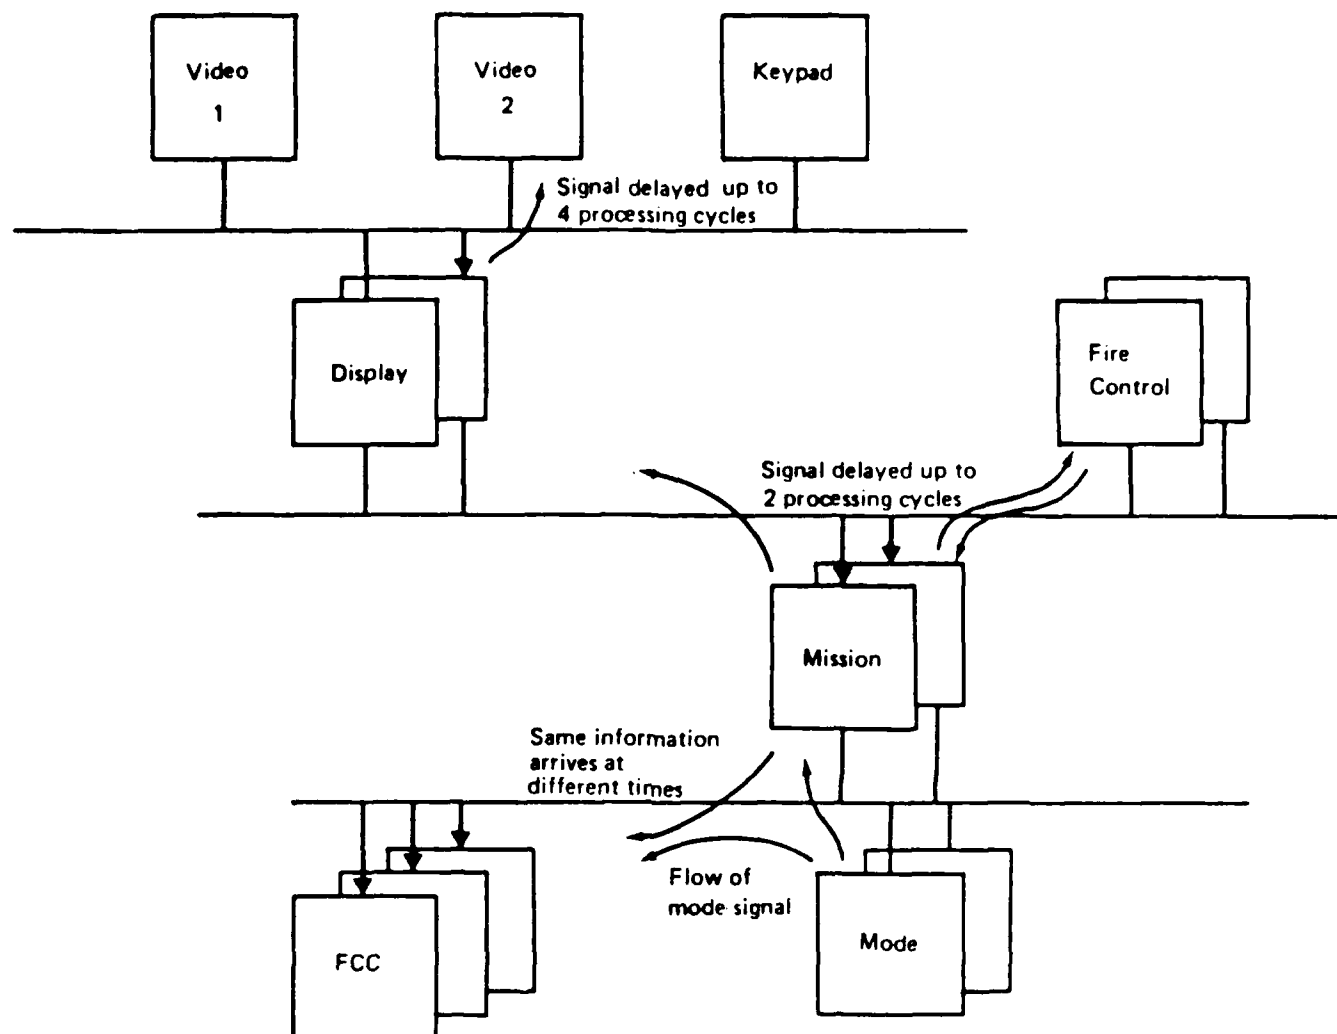 Video
1
Video
2
Keypad
Signal delayed up to
4 processing cycles
Display
Fire
Control
Signal delayed up to
2 processing cycles
Mission
Same information
arrives at
different times
Flow of
mode signal
FCC
Mode